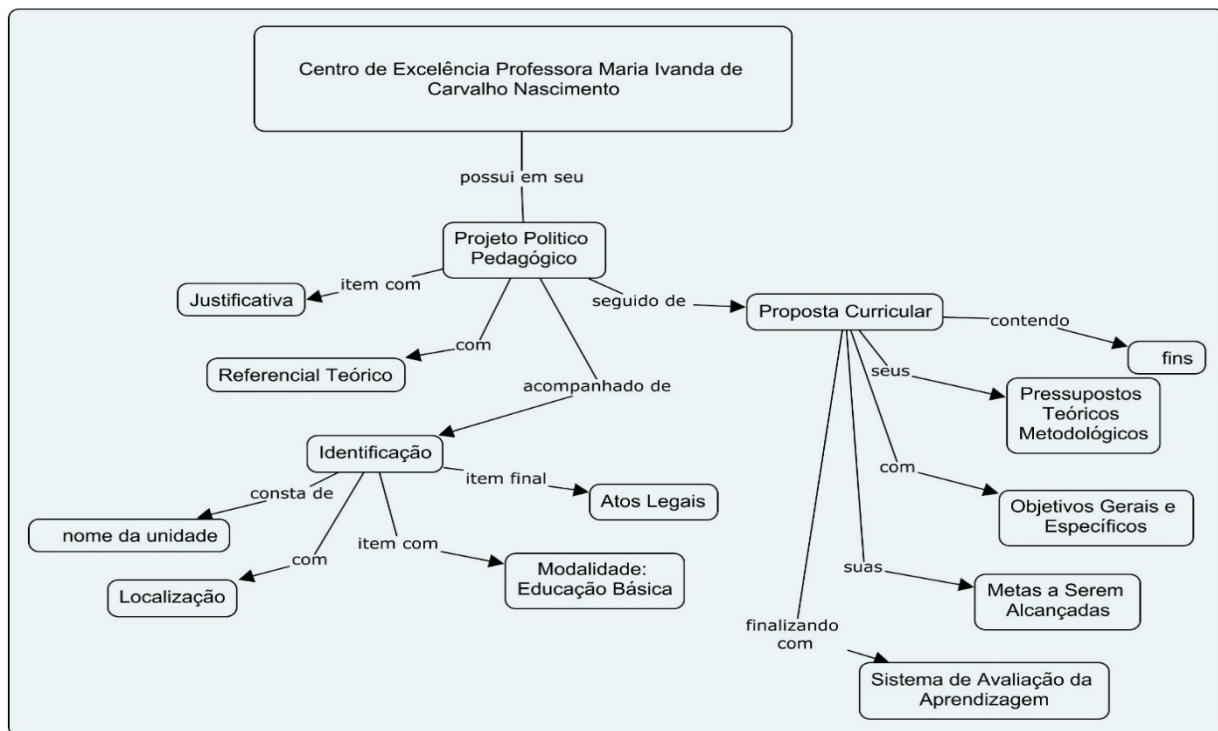 Centro de Excelência Professora Maria Ivanda de
Carvalho Nascimento
possui em seu
Projeto Politico
Pedagógico
item com
Justificativa
com
Referencial Teórico
acompanhado de
seguido de
Proposta Curricular
contendo
fins
seus
Pressupostos
Teóricos
Metodológicos
com
Objetivos Gerais e
Específicos
suas
Metas a Serem
Alcançadas
finalizando
com
Sistema de Avaliação da
Aprendizagem
Identificação
consta de
nome da unidade
com
Localização
item com
Modalidade:
Educação Básica
item final
Atos Legais